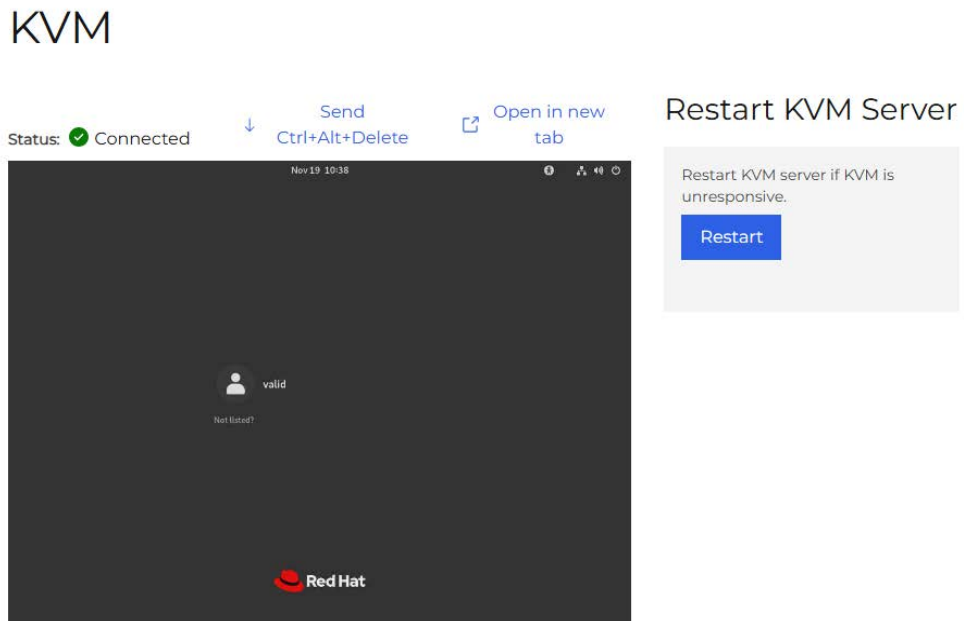 KVM
Status: Connected
Send
Ctrl+Alt+Delete
Open in new
tab
Restart KVM Server
Restart KVM server if KVM is
unresponsive.
Restart
Nov 19 10:38
valid
Not listed?
Red Hat